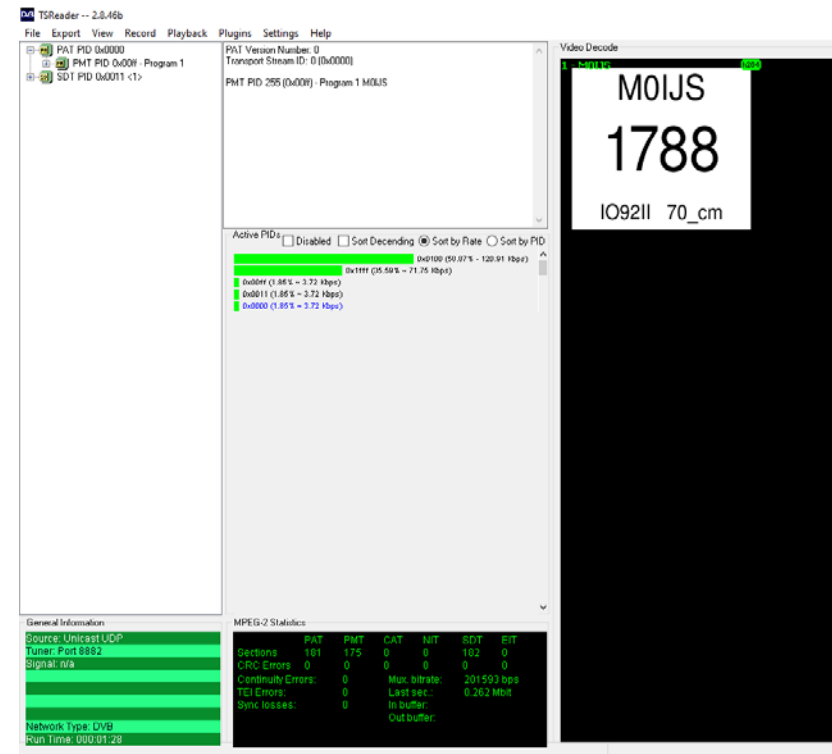 TSReader -- 2.8.46b
File Export View Record Playback Plugins Settings Help
PAT PID 0x0000
PMT PID 0x00ff - Program 1
SDT PID 0x0011 <1>
PAT Version Number: 0
Transport Stream ID: 0 (0x0000)
PMT PID 255 (0x00ff) - Program 1 M0IJS
Active PIDs
Disabled Sort Decending Sort by Rate Sort by PID
0x0100 (59.97% - 120.91 Kbps)
0x1fff (35.59% - 71.75 Kbps)
0x00ff (1.85% - 3.72 Kbps)
0x0011 (1.85% - 3.72 Kbps)
0x0000 (1.85% - 3.72 Kbps)
Video Decode
1 - M0IJS
M0IJS
1788
IO92II 70_cm
General Information
Source: Unicast UDP
Tuner: Port 8882
Signal: n/a
Network Type: DVB
Run Time: 000:01:28
MPEG-2 Statistics
PAT PMT CAT NIT SDT EIT
Sections 181 175 0 0 182 0
CRC Errors 0 0 0 0 0 0
Continuity Errors: 0 Mux. bitrate: 201593 bps
TEI Errors: 0 Last sec.: 0.262 Mbit
Sync losses: 0 In buffer:
Out buffer: